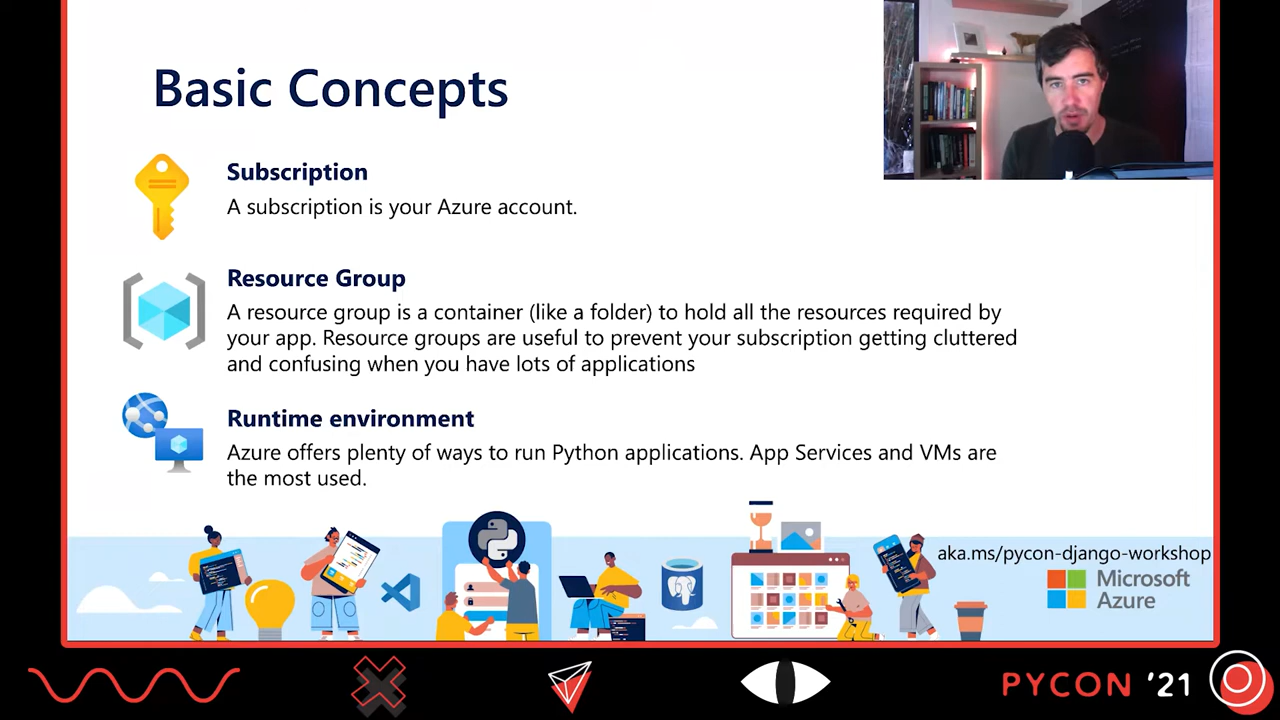 Basic Concepts
Subscription
A subscription is your Azure account.
Resource Group
A resource group is a container (like a folder) to hold all the resources required by
your app. Resource groups are useful to prevent your subscription getting cluttered
and confusing when you have lots of applications
Runtime environment
Azure offers plenty of ways to run Python applications. App Services and VMs are
the most used.
aka.ms/pycon-django-workshop
Microsoft
Azure
PYCON '21